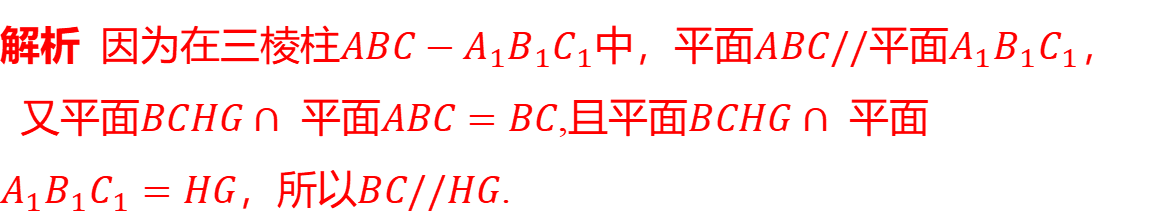 解析 因为在三棱柱ABC − A₁B₁C₁中，平面ABC//平面A₁B₁C₁，
又平面BCHG ∩ 平面ABC = BC,且平面BCHG ∩ 平面
A₁B₁C₁ = HG，所以BC//HG.